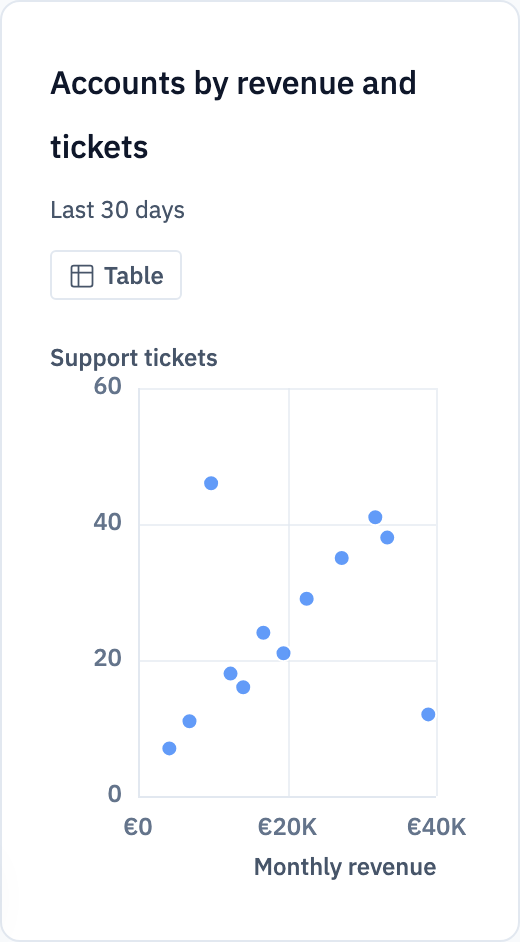 Accounts by revenue and
tickets
Last 30 days
Table
Support tickets
60
40
20
0
€0 €20K €40K
Monthly revenue